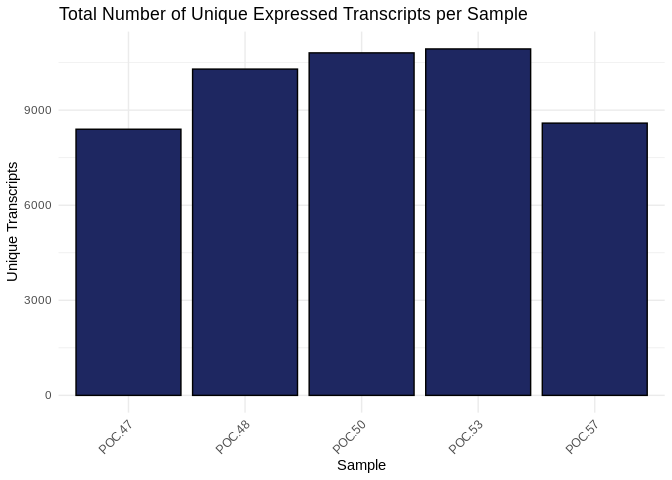 Total Number of Unique Expressed Transcripts per Sample
Unique Transcripts
9000
6000
3000
0
POC.47
POC.48
POC.50
POC.53
POC.57
Sample